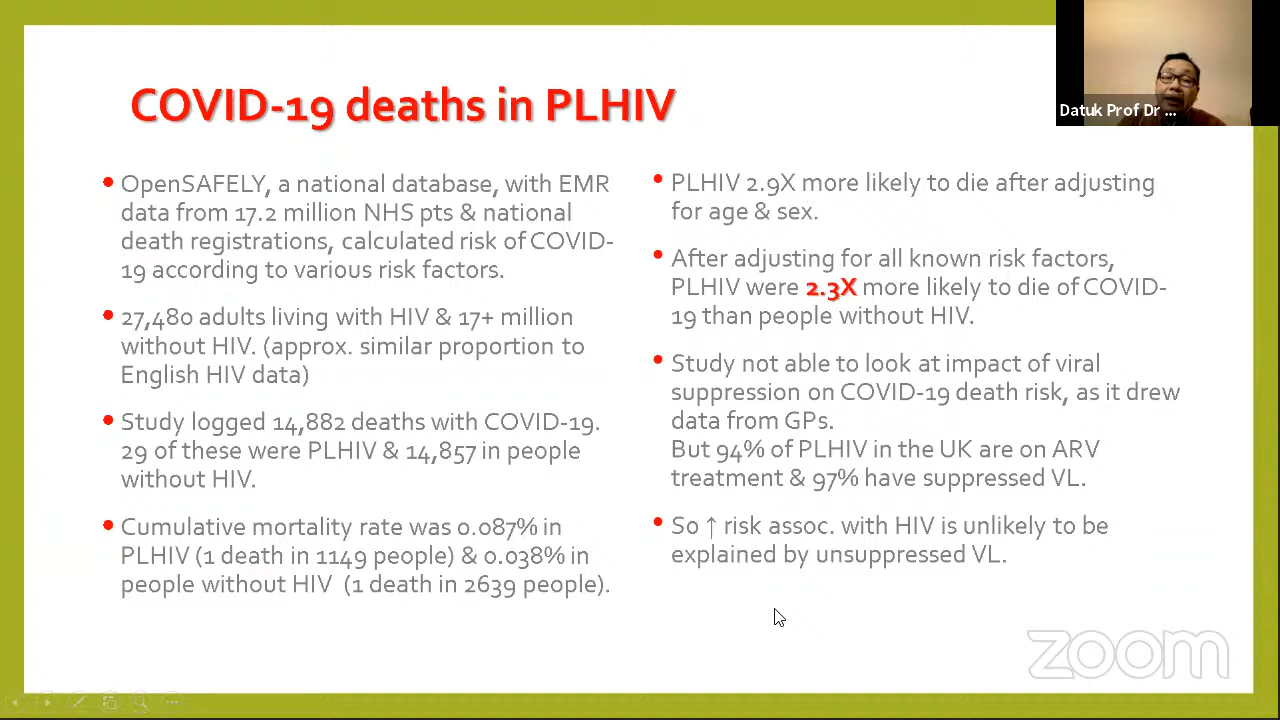 COVID-19 deaths in PLHIV
Datuk Prof Dr ...
• OpenSAFELY, a national database, with EMR
data from 17.2 million NHS pts & national
death registrations, calculated risk of COVID-
19 according to various risk factors.
• 27,480 adults living with HIV & 17+ million
without HIV. (approx. similar proportion to
English HIV data)
• Study logged 14,882 deaths with COVID-19.
29 of these were PLHIV & 14,857 in people
without HIV.
• Cumulative mortality rate was 0.087% in
PLHIV (1 death in 1149 people) & 0.038% in
people without HIV (1 death in 2639 people).
• PLHIV 2.9X more likely to die after adjusting
for age & sex.
• After adjusting for all known risk factors,
PLHIV were 2.3X more likely to die of COVID-
19 than people without HIV.
• Study not able to look at impact of viral
suppression on COVID-19 death risk, as it drew
data from GPs.
But 94% of PLHIV in the UK are on ARV
treatment & 97% have suppressed VL.
• So ↑ risk assoc. with HIV is unlikely to be
explained by unsuppressed VL.
zoom